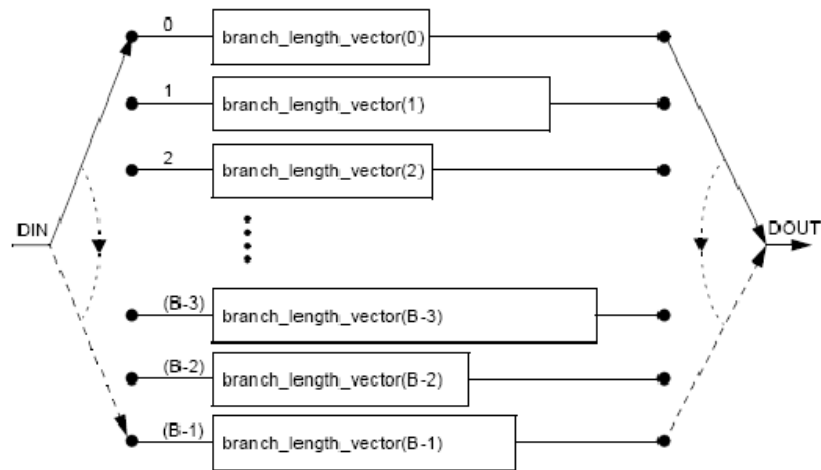 0
branch_length_vector(0)
1
branch_length_vector(1)
2
branch_length_vector(2)
DIN
DOUT
(B-3)
branch_length_vector(B-3)
(B-2)
branch_length_vector(B-2)
(B-1)
branch_length_vector(B-1)